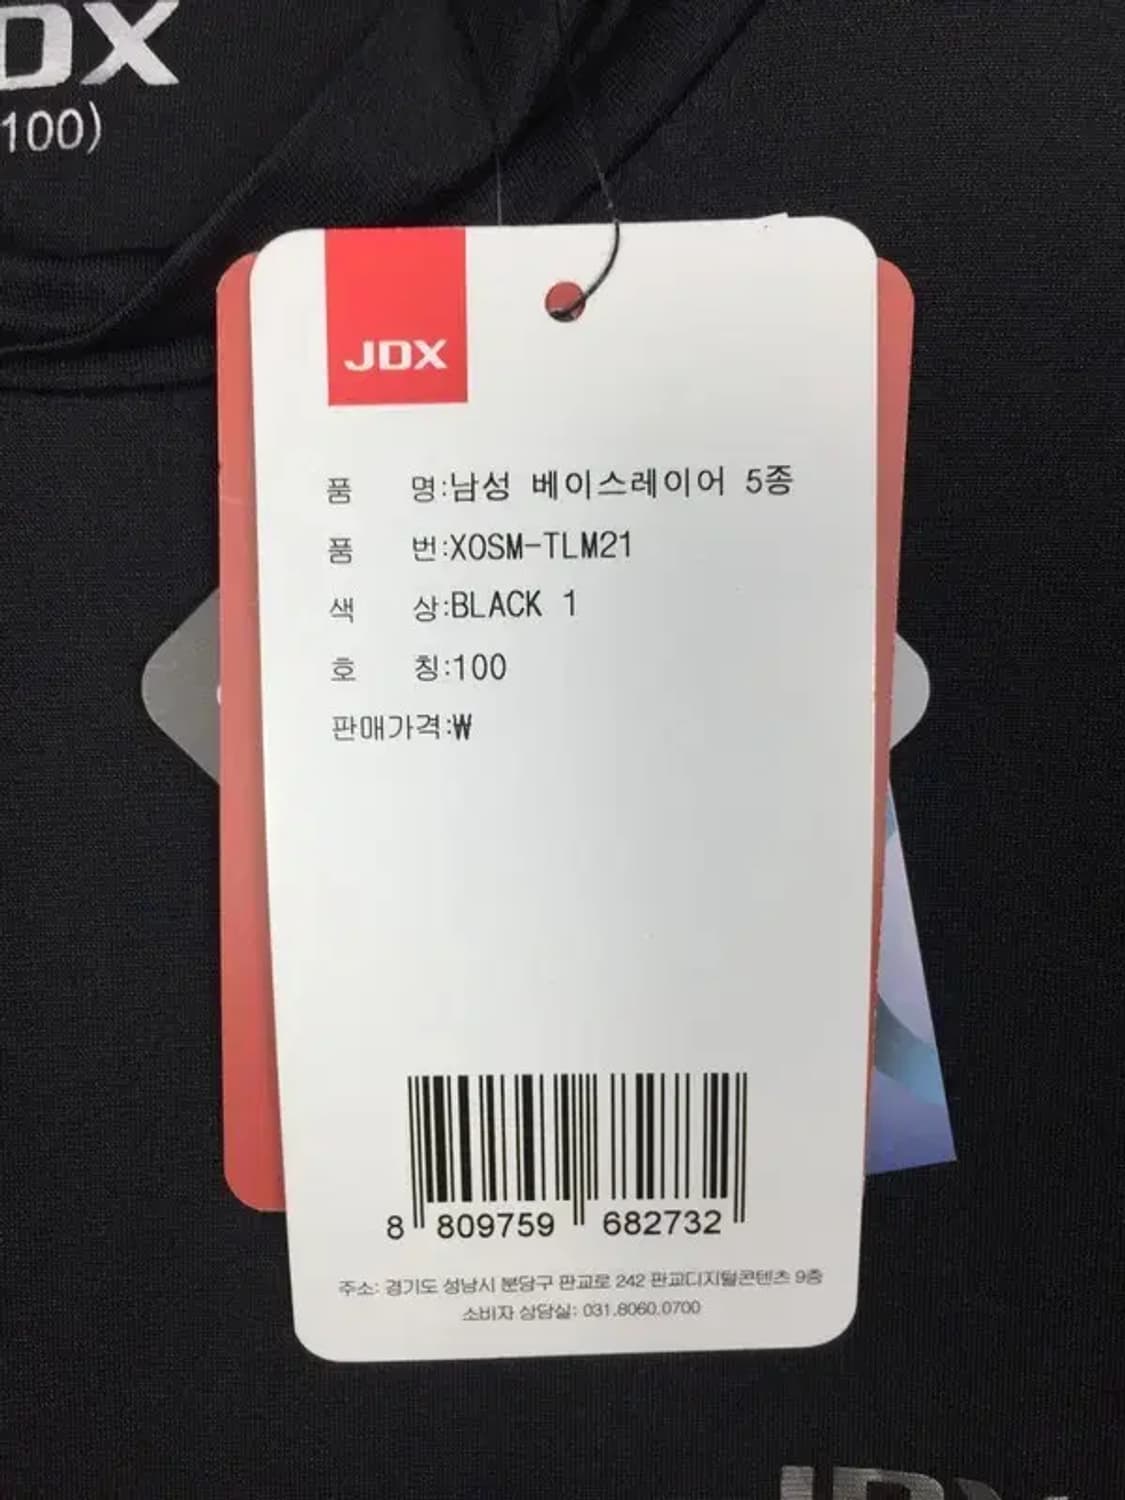 JDX
100)
JDX
품 명:남성 베이스레이어 5종
품 번:XOSM-TLM21
색 상:BLACK 1
호 칭:100
판매가격:₩
8 809759 682732
주소: 경기도 성남시 분당구 판교로 242 판교디지털콘텐츠 9층
소비자 상담실: 031.8060.0700
JDX